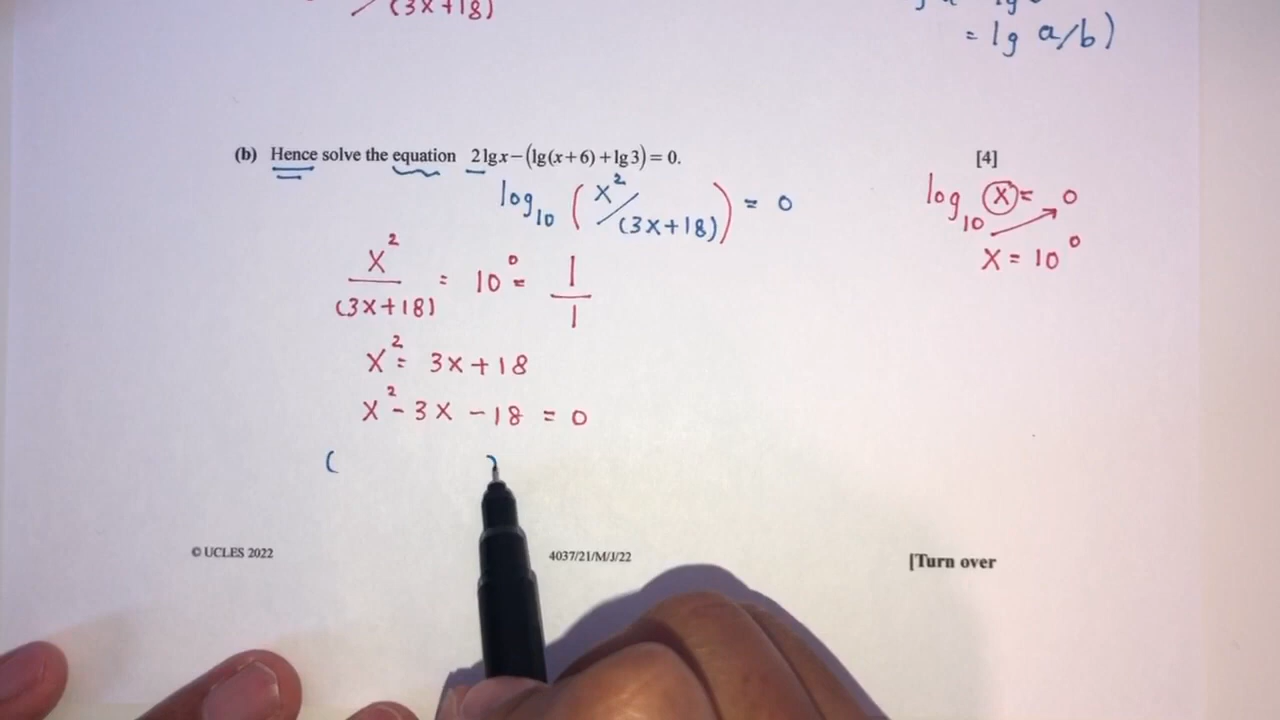 /(3x+18)
= lg a/b)
(b) Hence solve the equation 2lgx−(lg(x+6)+lg3)=0. [4]
log₁₀ (x²/(3x+18)) = 0
log₁₀ x = 0
x = 10⁰
x²/(3x+18) = 10⁰ = 1/1
x² = 3x+18
x² - 3x - 18 = 0
( )
© UCLES 2022 4037/21/M/J/22 [Turn over